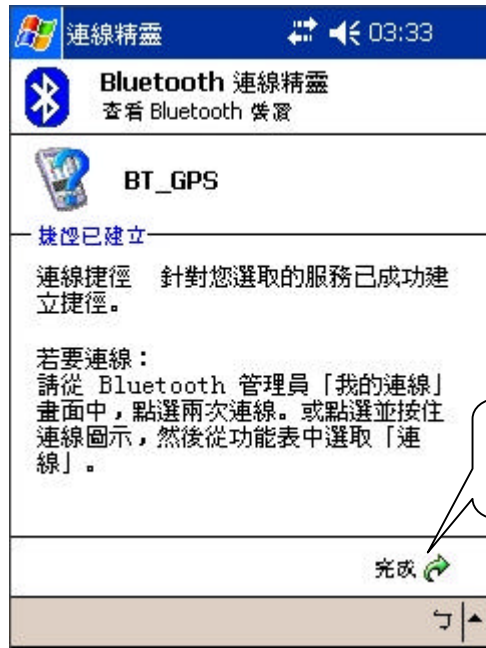 連線精靈 03:33
Bluetooth 連線精靈
查看 Bluetooth 裝置
BT_GPS
捷徑已建立
連線捷徑 針對您選取的服務已成功建
立捷徑。
若要連線：
請從 Bluetooth 管理員「我的連線」
畫面中，點選兩次連線。或點選並按住
連線圖示，然後從功能表中選取「連
線」。
完成
ㄅ